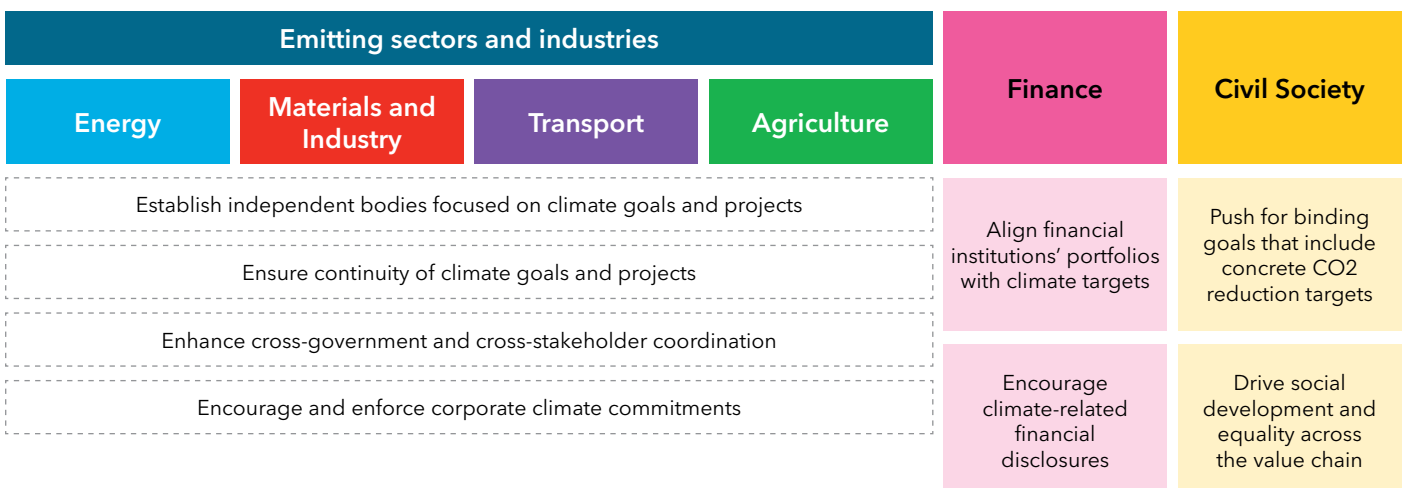 Emitting sectors and industries
Energy
Materials and
Industry
Transport
Agriculture
Establish independent bodies focused on climate goals and projects
Ensure continuity of climate goals and projects
Enhance cross-government and cross-stakeholder coordination
Encourage and enforce corporate climate commitments
Finance
Align financial
institutions’ portfolios
with climate targets
Encourage
climate-related
financial
disclosures
Civil Society
Push for binding
goals that include
concrete CO2
reduction targets
Drive social
development and
equality across
the value chain